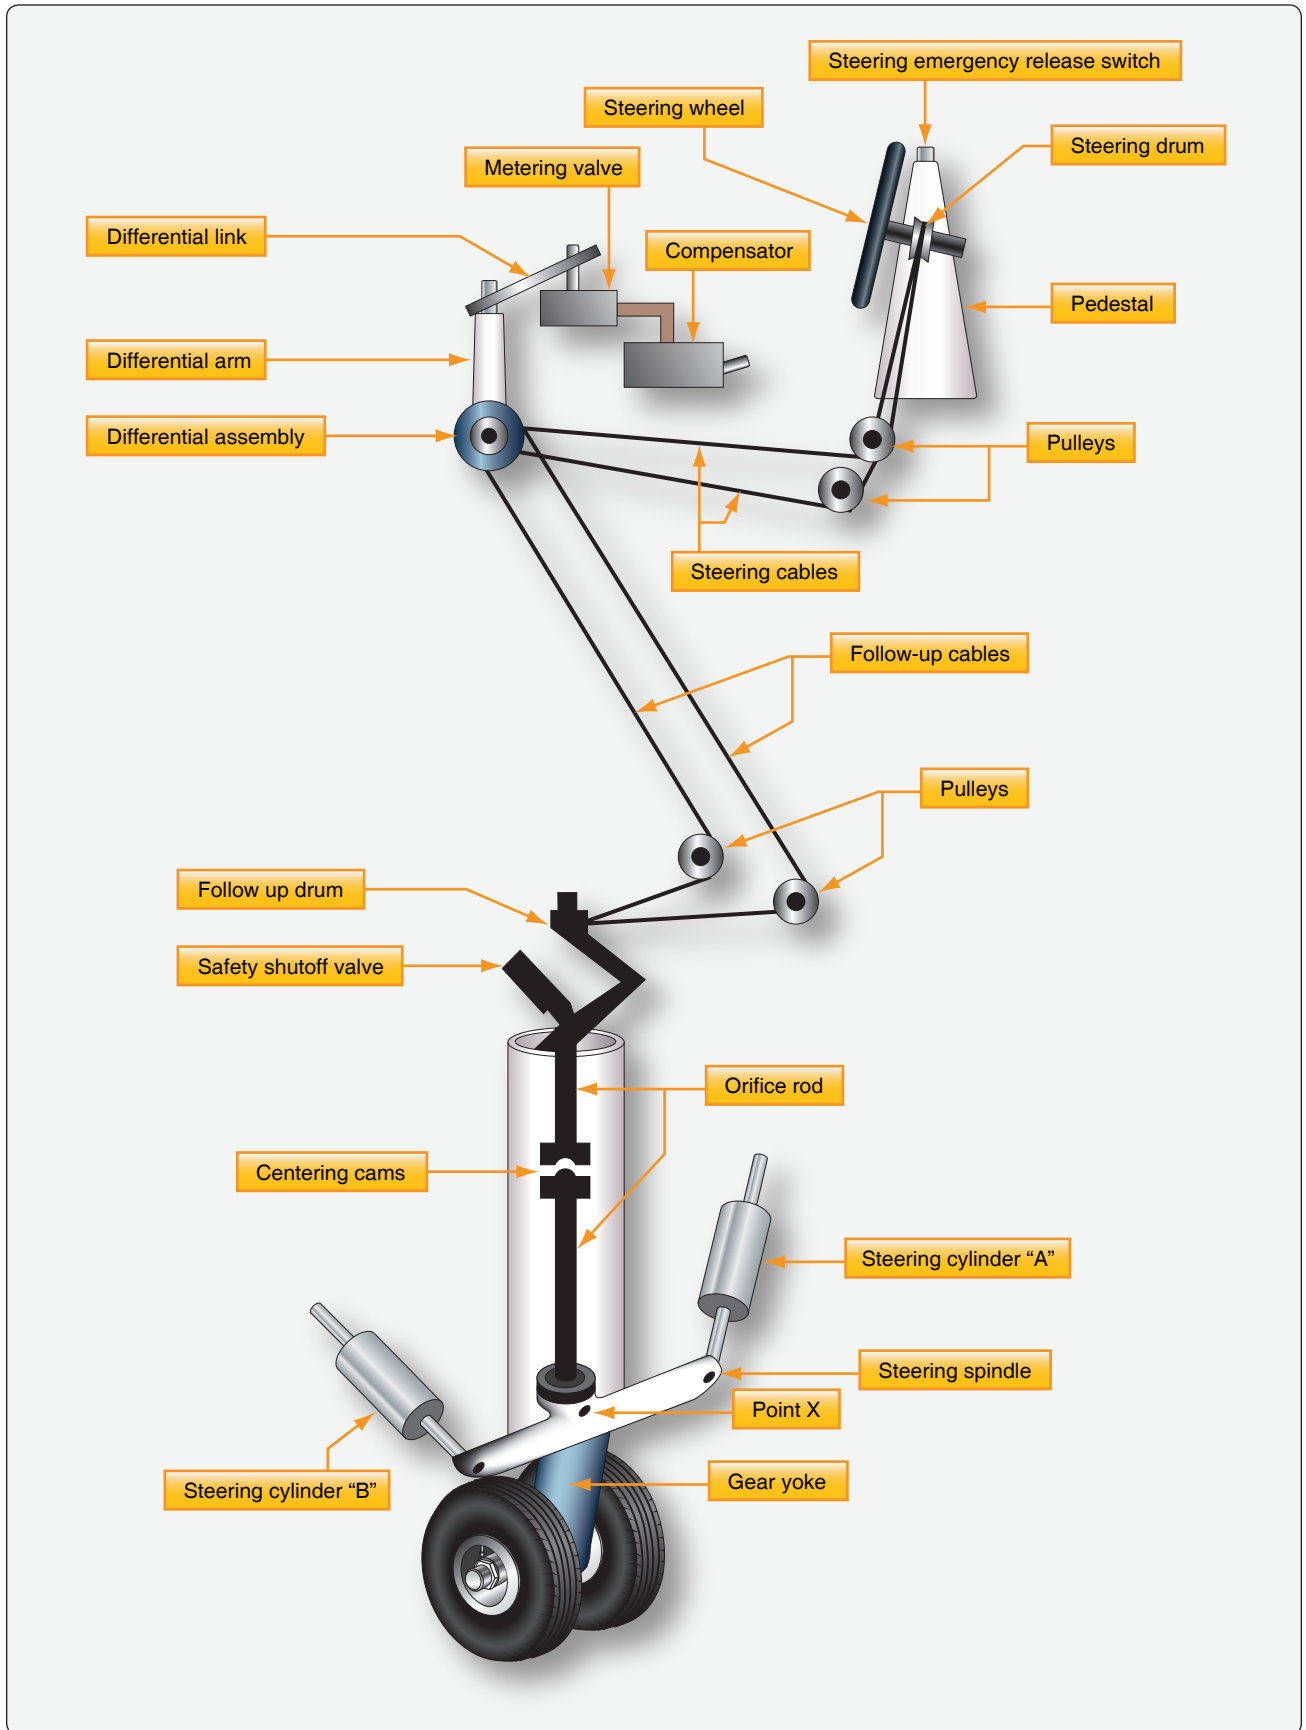 Steering emergency release switch
Steering wheel
Steering drum
Metering valve
Differential link
Compensator
Pedestal
Differential arm
Differential assembly
Pulleys
Steering cables
Follow-up cables
Pulleys
Follow up drum
Safety shutoff valve
Orifice rod
Centering cams
Steering cylinder “A”
Steering spindle
Point X
Gear yoke
Steering cylinder “B”